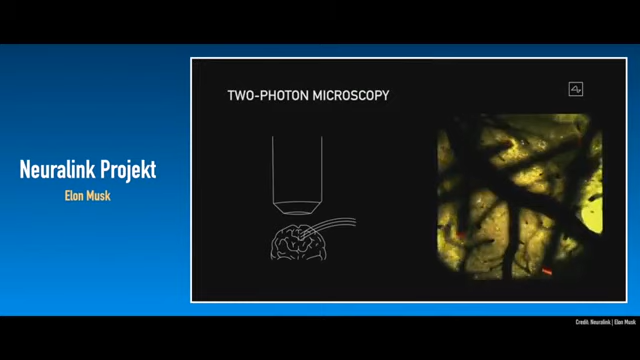 TWO-PHOTON MICROSCOPY
Neuralink Projekt
Elon Musk
Credit: Neuralink | Elon Musk